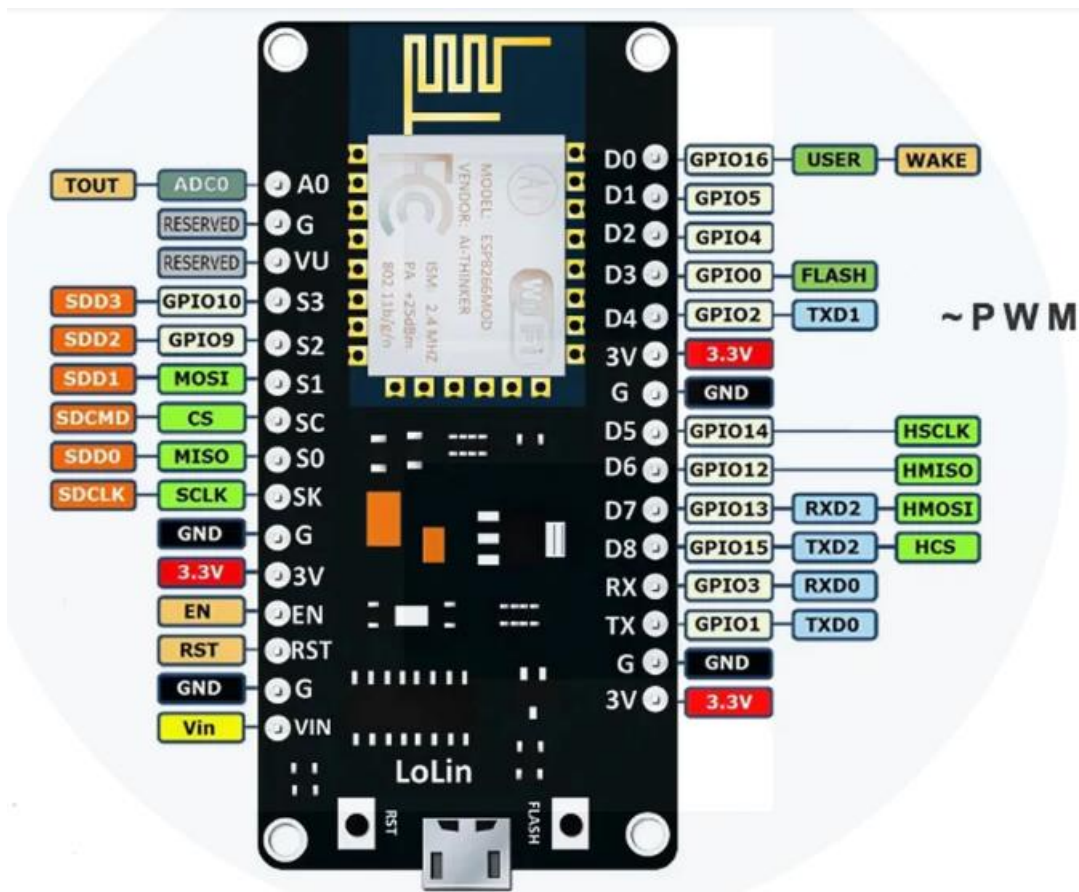 D0 GPIO16 USER WAKE
TOUT ADC0 A0
D1 GPIO5
RESERVED G
D2 GPIO4
RESERVED VU
D3 GPIO0 FLASH
SDD3 GPIO10 S3
D4 GPIO2 TXD1
~PWM
SDD2 GPIO9 S2
3V 3.3V
SDD1 MOSI S1
G GND
SDCMD CS SC
D5 GPIO14 HSCLK
SDD0 MISO S0
D6 GPIO12 HMISO
SDCLK SCLK SK
D7 GPIO13 RXD2 HMOSI
GND G
D8 GPIO15 TXD2 HCS
3.3V 3V
RX GPIO3 RXD0
EN EN
TX GPIO1 TXD0
RST RST
G GND
GND G
3V 3.3V
Vin VIN
MODEL: ESP8266MOD
VENDOR: AI-THINKER
ISM 2.4 MHZ
PA +25dBm
802.11b/g/n
WiFi
FCC
AI
LoLin
RST
FLASH